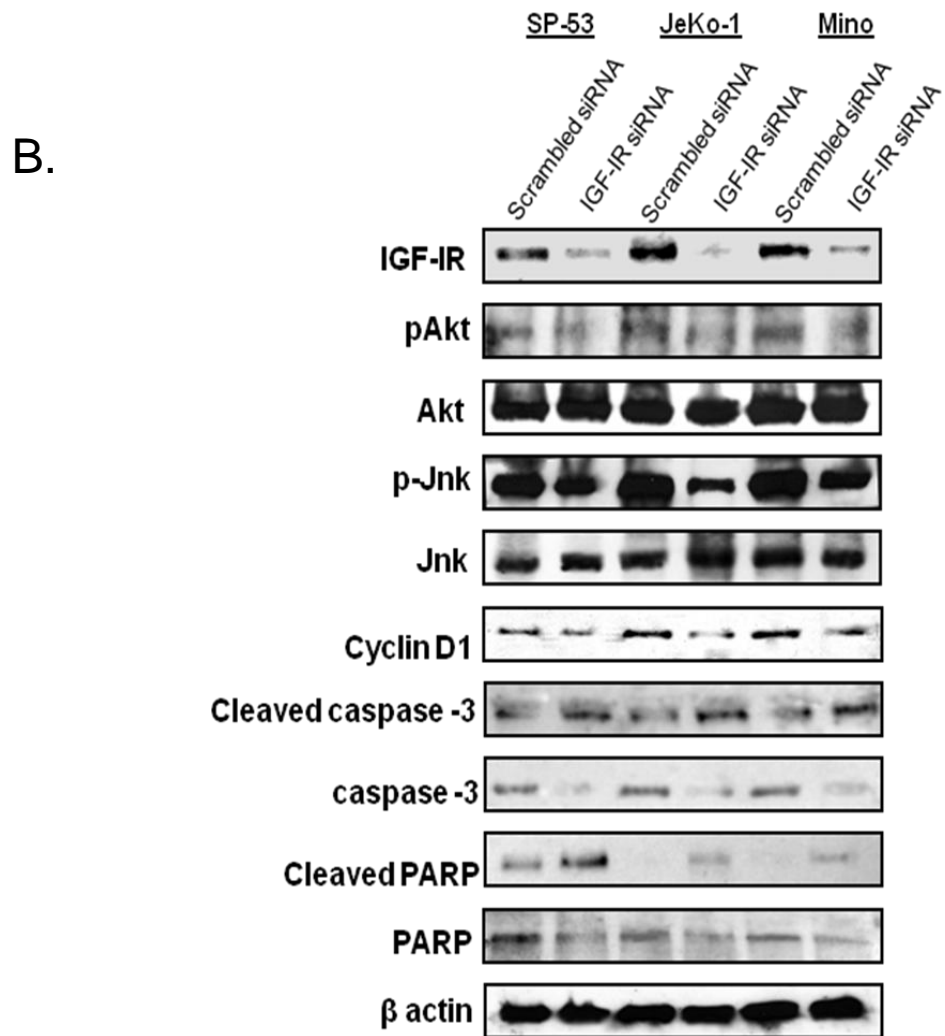 SP-53 JeKo-1 Mino
Scrambled siRNA IGF-IR siRNA Scrambled siRNA IGF-IR siRNA Scrambled siRNA IGF-IR siRNA
B.
IGF-IR
pAkt
Akt
p-Jnk
Jnk
Cyclin D1
Cleaved caspase -3
caspase -3
Cleaved PARP
PARP
β actin